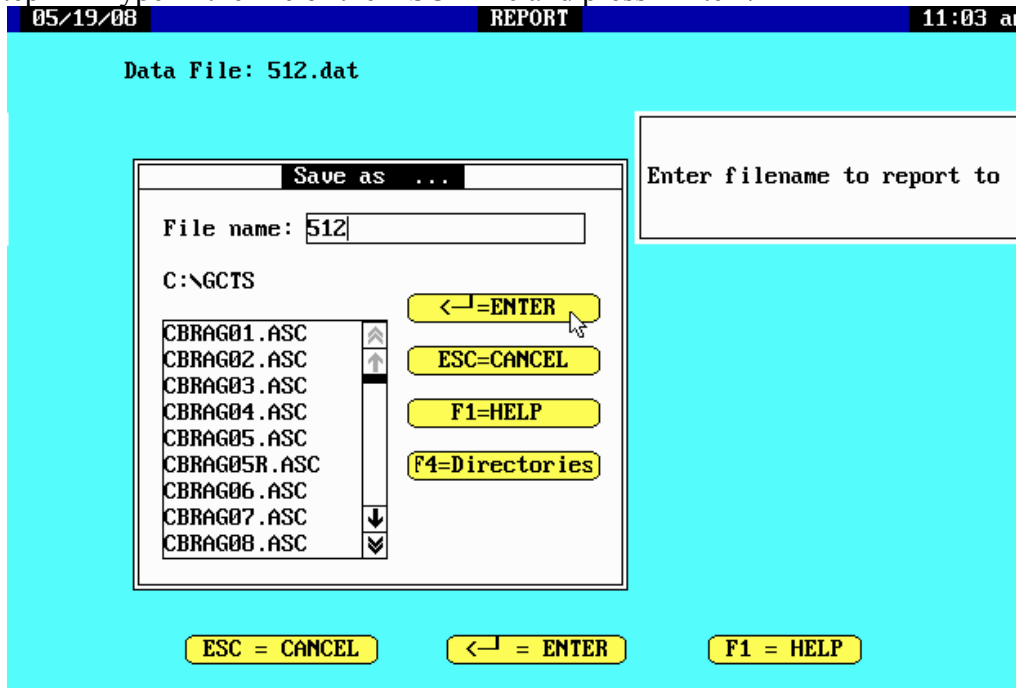 05/19/08 REPORT 11:03 a
Data File: 512.dat
Enter filename to report to
Save as ...
File name: 512
C:\GCTS
CBRAG01.ASC
CBRAG02.ASC
CBRAG03.ASC
CBRAG04.ASC
CBRAG05.ASC
CBRAG05R.ASC
CBRAG06.ASC
CBRAG07.ASC
CBRAG08.ASC
<─┘=ENTER
ESC=CANCEL
F1=HELP
F4=Directories
ESC = CANCEL <─┘ = ENTER F1 = HELP